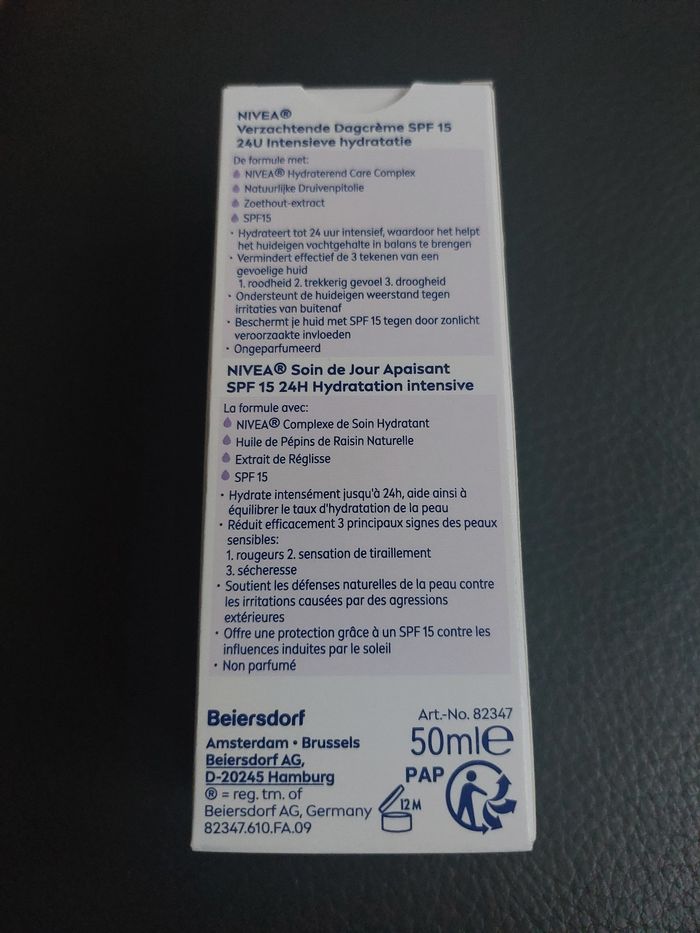 NIVEA®
Verzachtende Dagcrème SPF 15
24U Intensieve hydratatie
De formule met:
NIVEA® Hydraterend Care Complex
Natuurlijke Druivenpitolie
Zoethout-extract
SPF15
· Hydrateert tot 24 uur intensief, waardoor het helpt
het huideigen vochtgehalte in balans te brengen
· Vermindert effectief de 3 tekenen van een
gevoelige huid
1. roodheid 2. trekkerig gevoel 3. droogheid
· Ondersteunt de huideigen weerstand tegen
irritaties van buitenaf
· Beschermt je huid met SPF 15 tegen door zonlicht
veroorzaakte invloeden
· Ongeparfumeerd
NIVEA® Soin de Jour Apaisant
SPF 15 24H Hydratation intensive
La formule avec:
NIVEA® Complexe de Soin Hydratant
Huile de Pépins de Raisin Naturelle
Extrait de Réglisse
SPF 15
· Hydrate intensément jusqu'à 24h, aide ainsi à
équilibrer le taux d'hydratation de la peau
· Réduit efficacement 3 principaux signes des peaux
sensibles:
1. rougeurs 2. sensation de tiraillement
3. sécheresse
· Soutient les défenses naturelles de la peau contre
les irritations causées par des agressions
extérieures
· Offre une protection grâce à un SPF 15 contre les
influences induites par le soleil
· Non parfumé
Beiersdorf
Amsterdam · Brussels
Beiersdorf AG,
D-20245 Hamburg
® = reg. tm. of
Beiersdorf AG, Germany
82347.610.FA.09
Art.-No. 82347
50ml℮
PAP
12 M